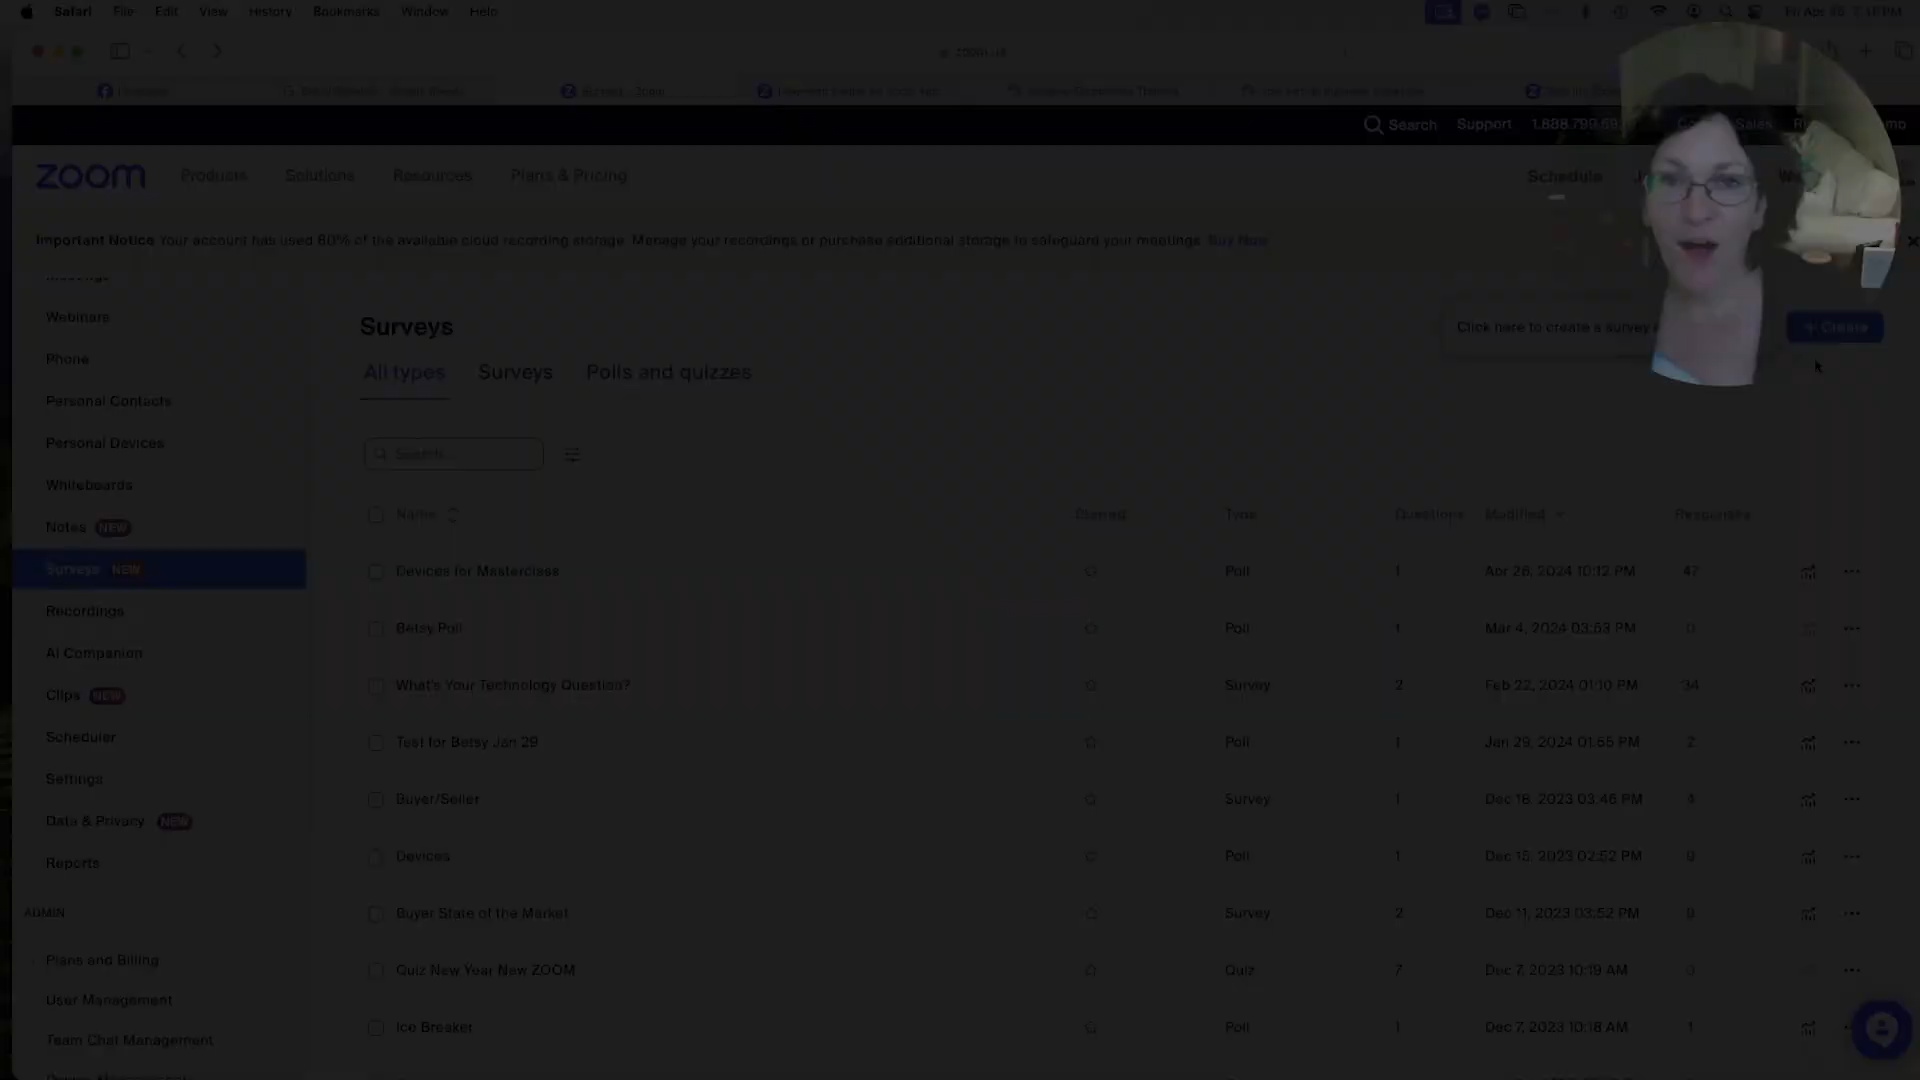 Safari File Edit View History Bookmarks Window Help
zoom.us
Surveys - Zoom
Search Support 1.888.799
zoom Products Solutions Resources Plans & Pricing Schedule
Important Notice Your account has used 80% of the available cloud recording storage. Manage your recordings or purchase additional storage to safeguard your meetings. Buy Now
Webinars
Phone
Personal Contacts
Personal Devices
Whiteboards
Notes NEW
Surveys NEW
Recordings
AI Companion
Clips NEW
Scheduler
Settings
Data & Privacy NEW
Reports
ADMIN
Plans and Billing
User Management
Team Chat Management
Surveys
Click here to create a survey
+ Create
All types Surveys Polls and quizzes
Search
Name Starred Type Questions Modified Responses
Devices for Masterclass Poll 1 Apr 26, 2024 10:12 PM 47
Betsy Poll Poll 1 Mar 4, 2024 03:53 PM 0
What's Your Technology Question? Survey 2 Feb 22, 2024 01:10 PM 34
Test for Betsy Jan 29 Poll 1 Jan 29, 2024 01:55 PM 2
Buyer/Seller Survey 1 Dec 18, 2023 03:46 PM 4
Devices Poll 1 Dec 15, 2023 02:52 PM 9
Buyer State of the Market Survey 2 Dec 11, 2023 03:52 PM 9
Quiz New Year New ZOOM Quiz 7 Dec 7, 2023 10:19 AM
Ice Breaker Poll 1 Dec 7, 2023 10:18 AM 1